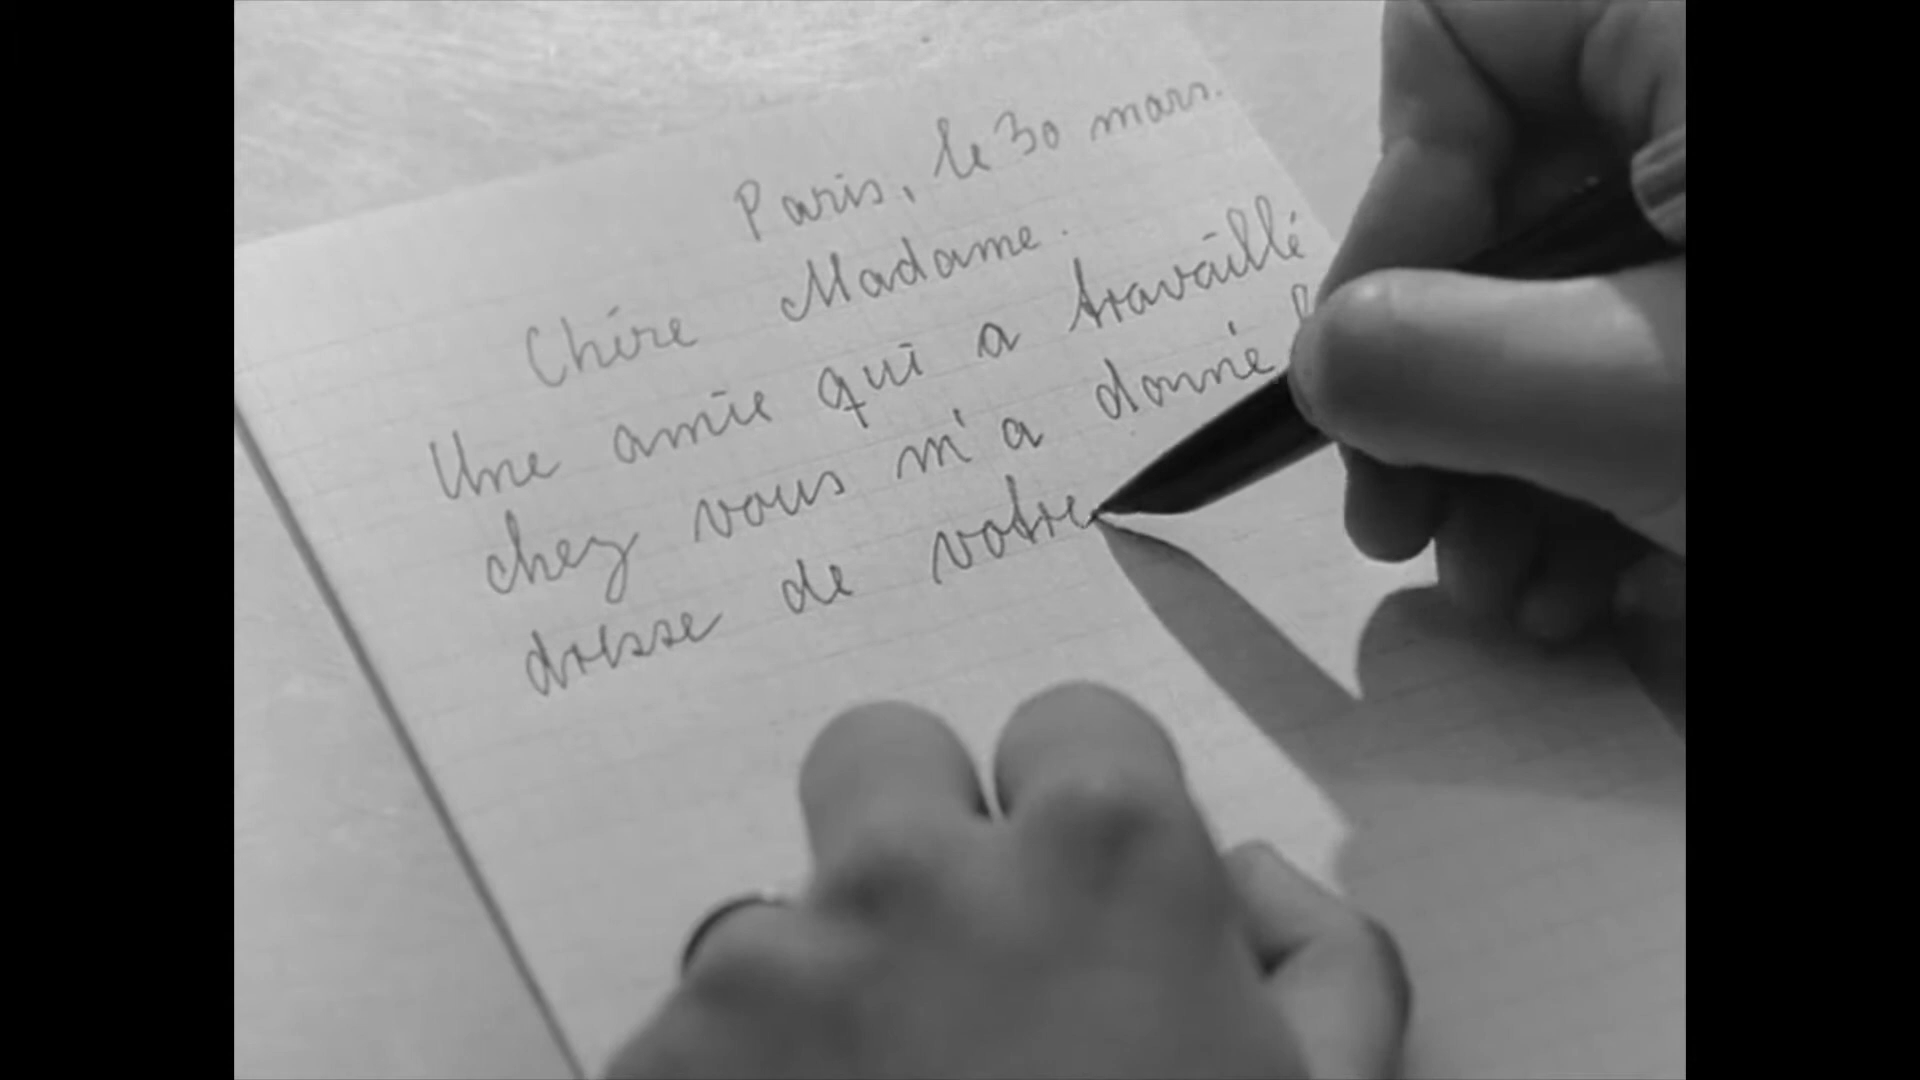 Paris, le 30 mars.
Chère Madame.
Une amie qui a travaillé
chez vous m'a donné
dresse de votre